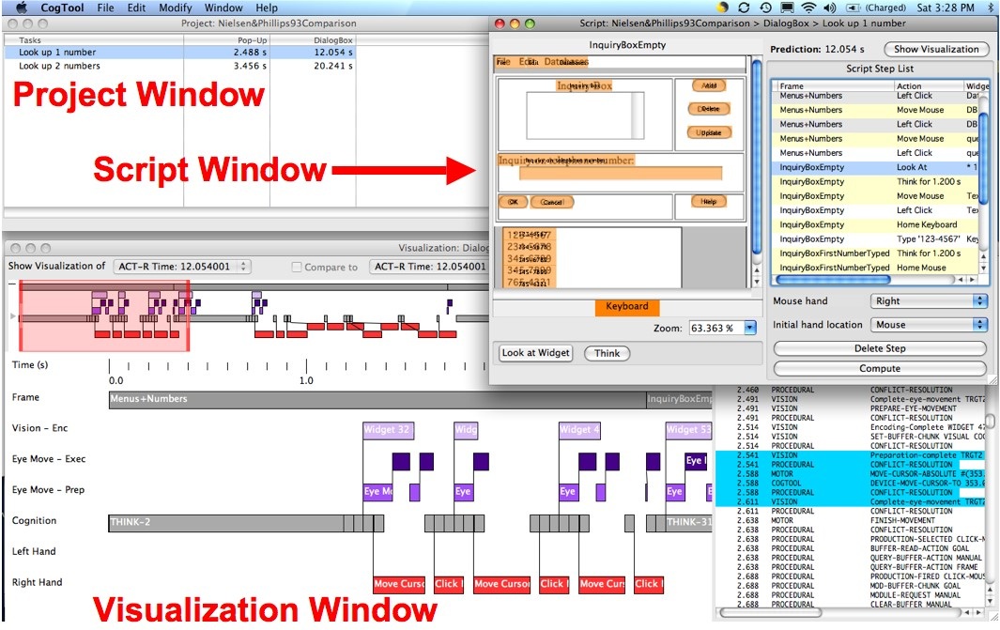 CogTool File Edit Modify Window Help (Charged) Sat 3:28 PM
Project: Nielsen&Phillips93Comparison
Tasks Pop-Up DialogBox
Look up 1 number 2.488 s 12.054 s
Look up 2 numbers 3.456 s 20.241 s
Project Window
Script Window
Script: Nielsen&Phillips93Comparison > DialogBox > Look up 1 number
InquiryBoxEmpty
File Edit Databases
Inquiry Box
Add
Delete
Update
Inquiry on telephone number:
OK Cancel Help
Keyboard
Zoom: 63.363 %
Look at Widget Think
Prediction: 12.054 s Show Visualization
Script Step List
Frame Action Widge
Menus+Numbers Left Click Dat
Menus+Numbers Move Mouse DB
Menus+Numbers Left Click DB
Menus+Numbers Move Mouse que
Menus+Numbers Left Click que
InquiryBoxEmpty Look At * 1
InquiryBoxEmpty Think for 1.200 s
InquiryBoxEmpty Move Mouse Tex
InquiryBoxEmpty Left Click Tex
InquiryBoxEmpty Home Keyboard
InquiryBoxEmpty Type '123-4567' Key
InquiryBoxFirstNumberTyped Think for 1.200 s
InquiryBoxFirstNumberTyped Home Mouse
Mouse hand Right
Initial hand location Mouse
Delete Step
Compute
Visualization: Dialog
Show Visualization of ACT-R Time: 12.054001 Compare to ACT-R Time: 12.054001
Time (s) 0.0 1.0
Frame Menus+Numbers InquiryBoxEmp
Vision - Enc Widget 32 Widg Widget 4 Widget 53
Eye Move - Exec Eye
Eye Move - Prep Eye Mo Eye Eye Eye
Cognition THINK-2 THINK-31
Left Hand
Right Hand Move Curso Click Move Cursor Click Move Curs Click
Visualization Window
2.460 PROCEDURAL CONFLICT-RESOLUTION
2.491 VISION Complete-eye-movement TRGT2
2.491 VISION PREPARE-EYE-MOVEMENT
2.514 VISION Encoding-Complete WIDGET 47
2.514 VISION SET-BUFFER-CHUNK VISUAL COG
2.514 PROCEDURAL CONFLICT-RESOLUTION
2.541 VISION Preparation-complete TRGT2
2.541 PROCEDURAL CONFLICT-RESOLUTION
2.588 MOTOR MOVE-CURSOR-ABSOLUTE #(353.
2.588 COGTOOL DEVICE-MOVE-CURSOR-TO 353.0
2.588 PROCEDURAL CONFLICT-RESOLUTION
2.611 VISION Complete-eye-movement TRGT2
2.611 PROCEDURAL CONFLICT-RESOLUTION
2.638 MOTOR FINISH-MOVEMENT
2.638 PROCEDURAL CONFLICT-RESOLUTION
2.638 PROCEDURAL PRODUCTION-SELECTED CLICK-M
2.638 PROCEDURAL BUFFER-READ-ACTION GOAL
2.638 PROCEDURAL QUERY-BUFFER-ACTION MANUAL
2.638 PROCEDURAL QUERY-BUFFER-ACTION FRAME
2.688 PROCEDURAL PRODUCTION-FIRED CLICK-MOUS
2.688 PROCEDURAL MOD-BUFFER-CHUNK GOAL
2.688 PROCEDURAL MODULE-REQUEST MANUAL
2.688 PROCEDURAL CLEAR-BUFFER MANUAL